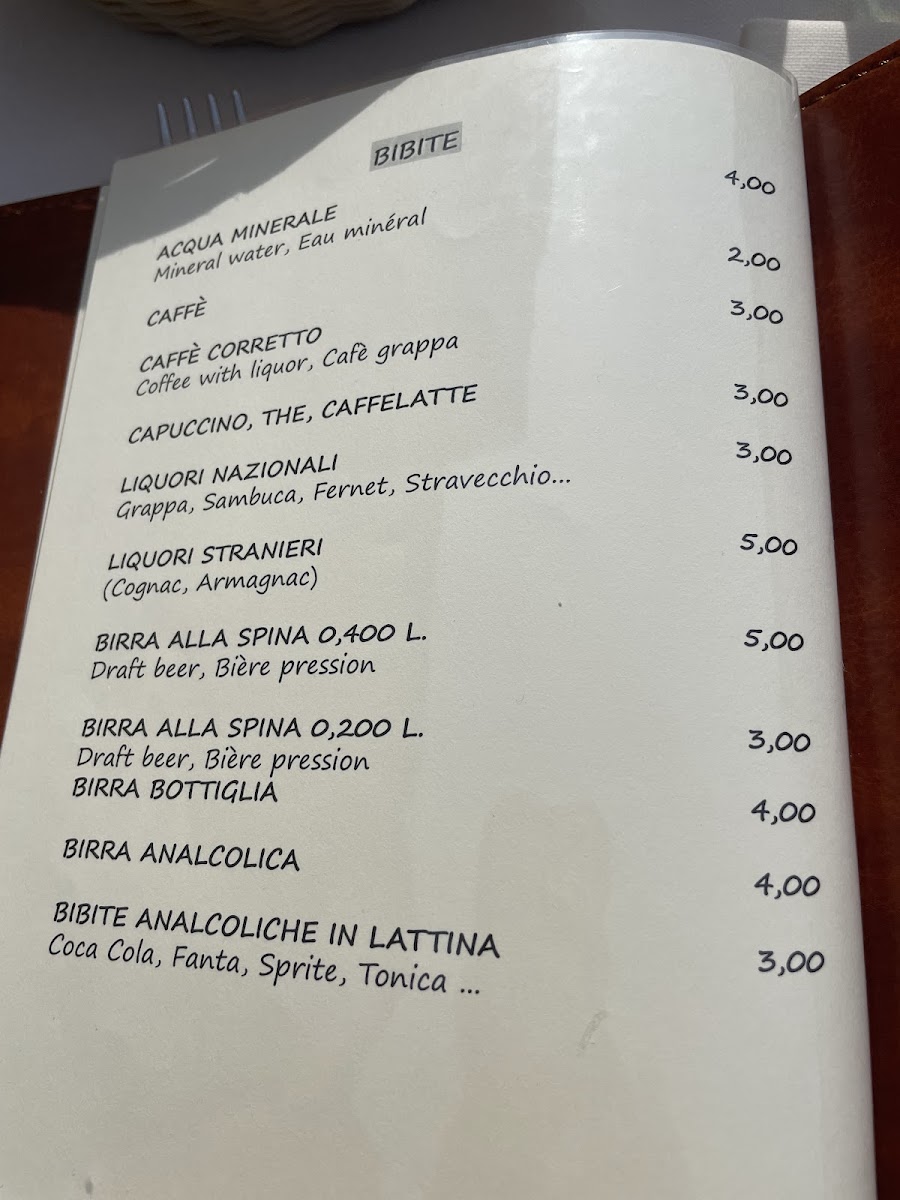 BIBITE
ACQUA MINERALE 4,00
Mineral water, Eau minéral
CAFFÈ 2,00
CAFFÈ CORRETTO 3,00
Coffee with liquor, Cafè grappa
CAPUCCINO, THE, CAFFELATTE 3,00
LIQUORI NAZIONALI 3,00
Grappa, Sambuca, Fernet, Stravecchio...
LIQUORI STRANIERI 5,00
(Cognac, Armagnac)
BIRRA ALLA SPINA 0,400 L. 5,00
Draft beer, Bière pression
BIRRA ALLA SPINA 0,200 L. 3,00
Draft beer, Bière pression
BIRRA BOTTIGLIA 4,00
BIRRA ANALCOLICA 4,00
BIBITE ANALCOLICHE IN LATTINA 3,00
Coca Cola, Fanta, Sprite, Tonica ...